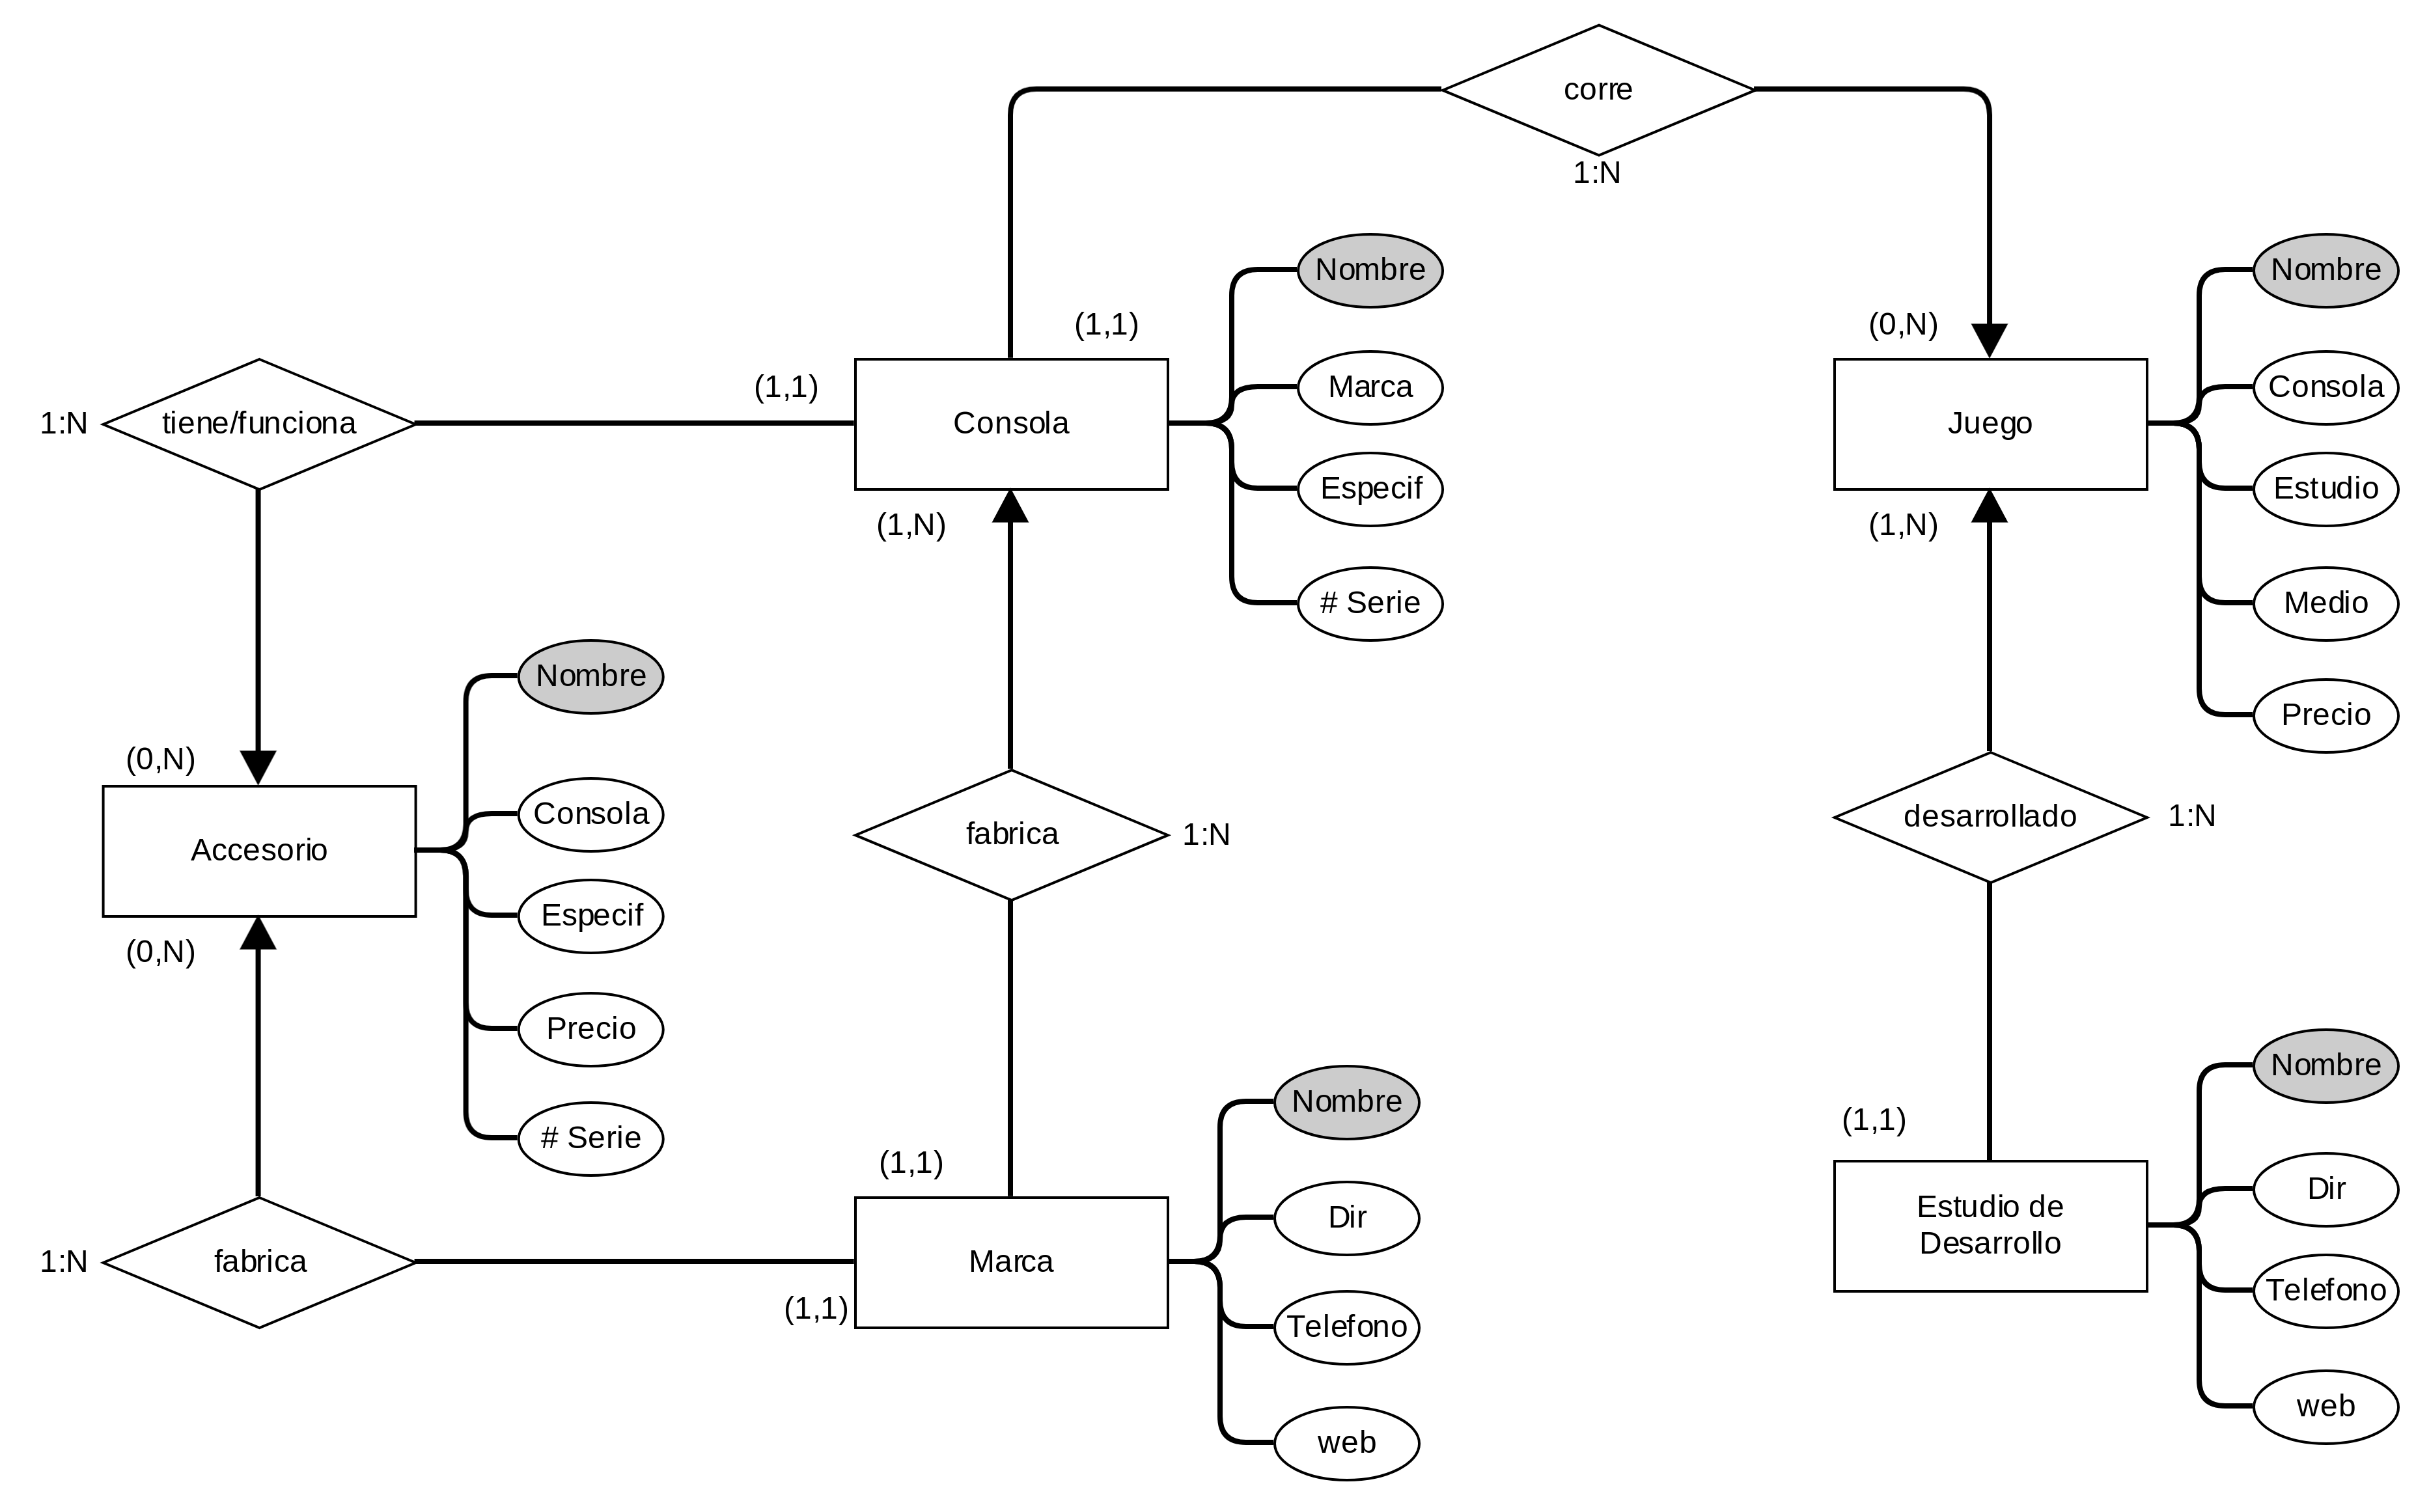 corre
1:N
Nombre
Nombre
(1,1)
(0,N)
tiene/funciona
1:N
(1,1)
Consola
Marca
Juego
Consola
Especif
Estudio
(1,N)
(1,N)
# Serie
Medio
Nombre
Precio
(0,N)
Consola
Accesorio
fabrica
1:N
desarrollado
1:N
Especif
(0,N)
Precio
Nombre
Nombre
# Serie
(1,1)
(1,1)
Dir
Dir
fabrica
1:N
Marca
Estudio de
Desarrollo
(1,1)
Telefono
Telefono
web
web